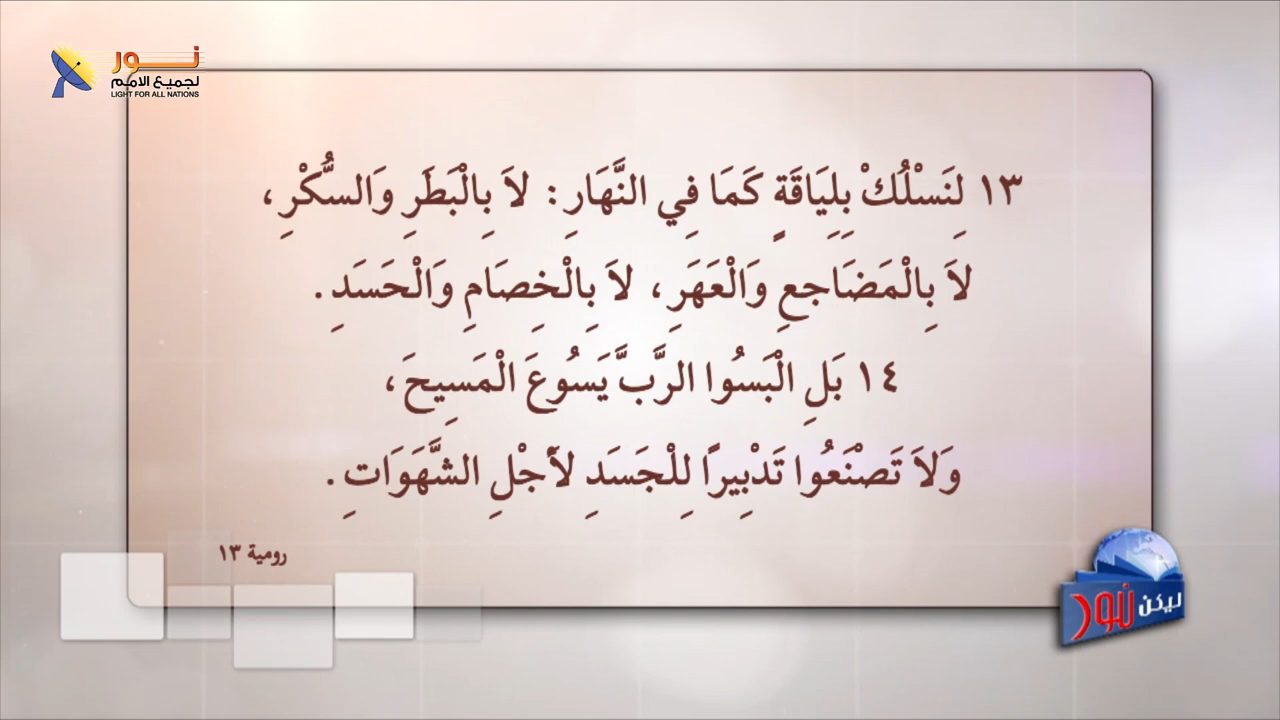 نور
لجميع الامم
LIGHT FOR ALL NATIONS
١٣ لِنَسْلُكْ بِلِيَاقَةٍ كَمَا فِي النَّهَارِ: لاَ بِالْبَطَرِ وَالسُّكْرِ،
لاَ بِالْمَضَاجعِ وَالْعَهَرِ، لاَ بِالْخِصَامِ وَالْحَسَدِ.
١٤ بَلِ الْبَسُوا الرَّبَّ يَسُوعَ الْمَسِيحَ،
وَلاَ تَصْنَعُوا تَدْبِيرًا لِلْجَسَدِ لأَجْلِ الشَّهَوَاتِ.
رومية ١٣
ليكن نور